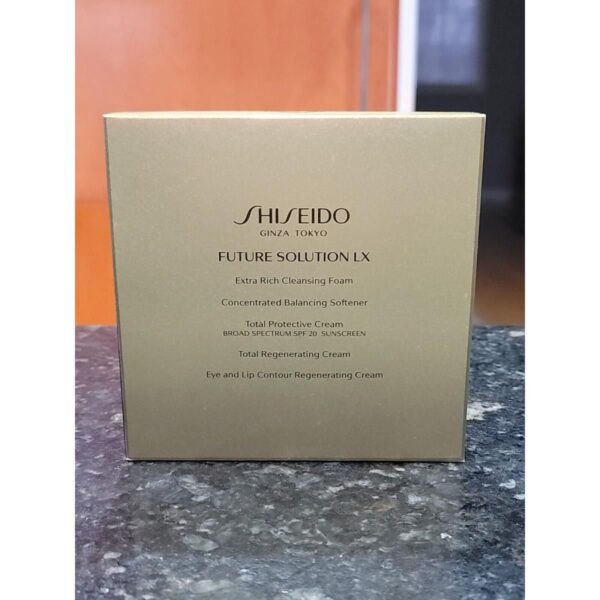 SHISEIDO
GINZA TOKYO
FUTURE SOLUTION LX
Extra Rich Cleansing Foam
Concentrated Balancing Softener
Total Protective Cream
BROAD SPECTRUM SPF 20 SUNSCREEN
Total Regenerating Cream
Eye and Lip Contour Regenerating Cream